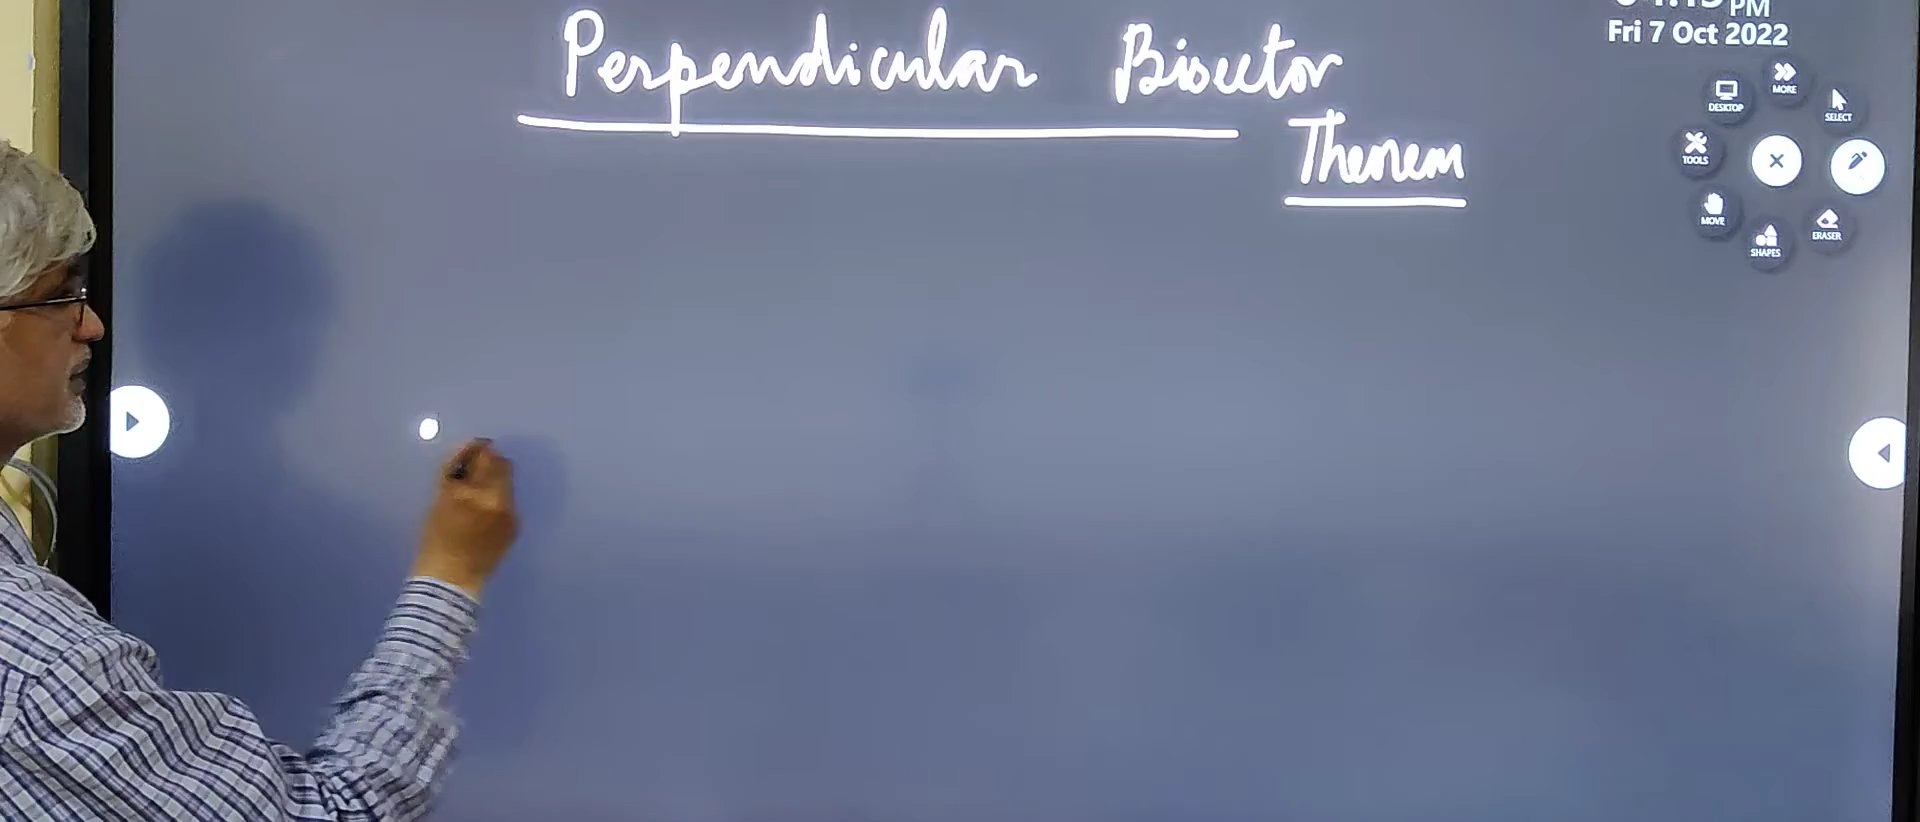 PM
Fri 7 Oct 2022
Perpendicular Bisector
Theorem
MORE
DESKTOP
SELECT
TOOLS
MOVE
ERASER
SHAPES